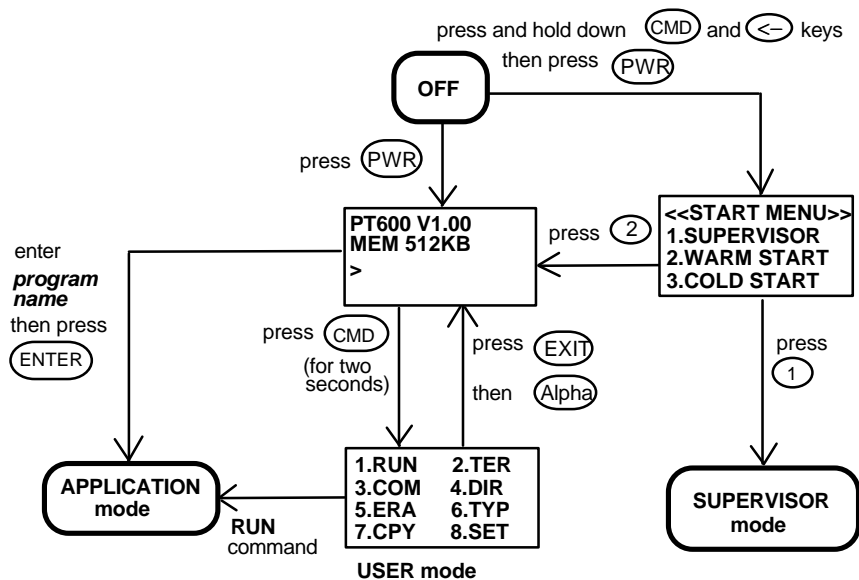 press and hold down CMD and <– keys
then press PWR
OFF
press PWR
PT600 V1.00
MEM 512KB
>
press 2
<<START MENU>>
1.SUPERVISOR
2.WARM START
3.COLD START
enter
program
name
then press
ENTER
press CMD
(for two
seconds)
press EXIT
then Alpha
press
1
APPLICATION
mode
RUN
command
1.RUN 2.TER
3.COM 4.DIR
5.ERA 6.TYP
7.CPY 8.SET
USER mode
SUPERVISOR
mode